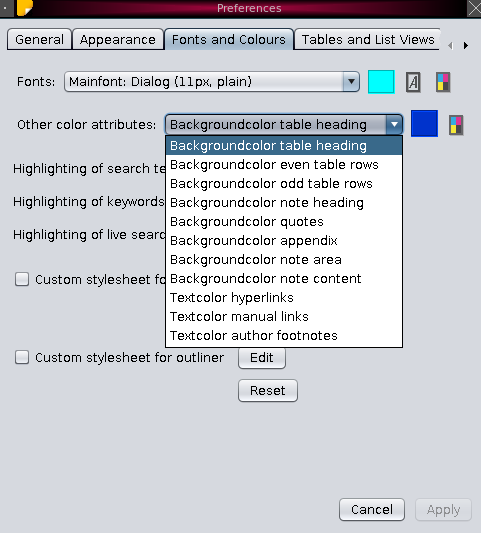 Preferences
General
Appearance
Fonts and Colours
Tables and List Views
Fonts: Mainfont: Dialog (11px, plain)
A
Other color attributes: Backgroundcolor table heading
Backgroundcolor table heading
Backgroundcolor even table rows
Highlighting of search te
Backgroundcolor odd table rows
Backgroundcolor note heading
Highlighting of keywords
Backgroundcolor quotes
Highlighting of live searc
Backgroundcolor appendix
Backgroundcolor note area
Custom stylesheet fo
Backgroundcolor note content
Textcolor hyperlinks
Textcolor manual links
Textcolor author footnotes
Custom stylesheet for outliner
Edit
Reset
Cancel
Apply